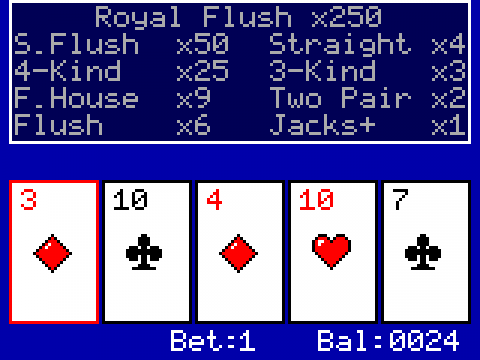 Royal Flush x250
S.Flush x50 Straight x4
4-Kind x25 3-Kind x3
F.House x9 Two Pair x2
Flush x6 Jacks+ x1
3 10 4 10 7
Bet:1 Bal:0024